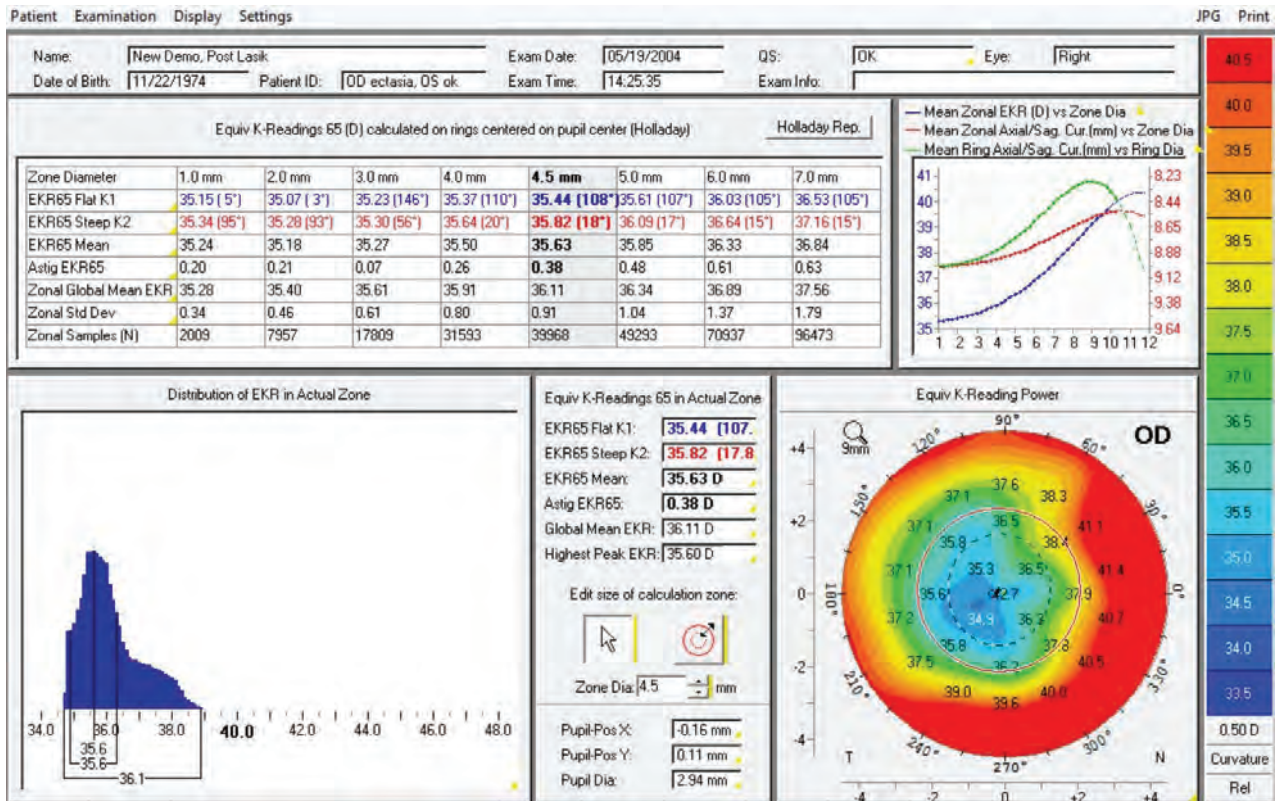 Patient Examination Display Settings JPG Print
Name: New Demo, Post Lasik Exam Date: 05/19/2004 QS: OK Eye: Right
Date of Birth: 11/22/1974 Patient ID: OD ectasia, OS ok Exam Time: 14:25:35 Exam Info:
Equiv K-Readings 65 (D) calculated on rings centered on pupil center (Holladay) Holladay Rep.
Zone Diameter 1.0 mm 2.0 mm 3.0 mm 4.0 mm 4.5 mm 5.0 mm 6.0 mm 7.0 mm
EKR65 Flat K1 35.15 ( 5°) 35.07 ( 3°) 35.23 (146°) 35.37 (110°) 35.44 (108°) 35.61 (107°) 36.03 (105°) 36.53 (105°)
EKR65 Steep K2 35.34 (95°) 35.28 (93°) 35.30 (56°) 35.64 (20°) 35.82 (18°) 36.09 (17°) 36.64 (15°) 37.16 (15°)
EKR65 Mean 35.24 35.18 35.27 35.50 35.63 35.85 36.33 36.84
Astig EKR65 0.20 0.21 0.07 0.26 0.38 0.48 0.61 0.63
Zonal Global Mean EKR 35.28 35.40 35.61 35.91 36.11 36.34 36.89 37.56
Zonal Std Dev 0.34 0.46 0.61 0.80 0.91 1.04 1.37 1.79
Zonal Samples (N) 2009 7957 17809 31593 39968 49293 70937 96473
Mean Zonal EKR (D) vs Zone Dia
Mean Zonal Axial/Sag. Cur.(mm) vs Zone Dia
Mean Ring Axial/Sag. Cur.(mm) vs Ring Dia
41 8.23
40 8.44
39 8.65
38 8.88
37 9.12
36 9.38
35 9.64
1 2 3 4 5 6 7 8 9 10 11 12
Distribution of EKR in Actual Zone
34.0 36.0 38.0 40.0 42.0 44.0 46.0 48.0
35.6
35.6
36.1
Equiv K-Readings 65 in Actual Zone
EKR65 Flat K1: 35.44 (107.
EKR65 Steep K2: 35.82 (17.8
EKR65 Mean: 35.63 D
Astig EKR65: 0.38 D
Global Mean EKR: 36.11 D
Highest Peak EKR: 35.60 D
Edit size of calculation zone:
Zone Dia: 4.5 mm
Pupil-Pos X: -0.16 mm
Pupil-Pos Y: 0.11 mm
Pupil Dia: 2.94 mm
Equiv K-Reading Power
9mm
OD
90°
120° 60°
150° 30°
180° 0°
210° 330°
240° 300°
270°
+4
+2
0
-2
-4
37.6
37.1 38.3
37.1 36.5 41.1
35.8 38.4
37.1 35.3 36.5 41.4
35.6 37.9
37.2 34.9 36.3 40.7
35.8 37.8
37.5 36.2 40.5
39.0 40.0
39.6
T N
-4 -2 0 +2 +4
40.5
40.0
39.5
39.0
38.5
38.0
37.5
37.0
36.5
36.0
35.5
35.0
34.5
34.0
33.5
0.50 D
Curvature
Rel